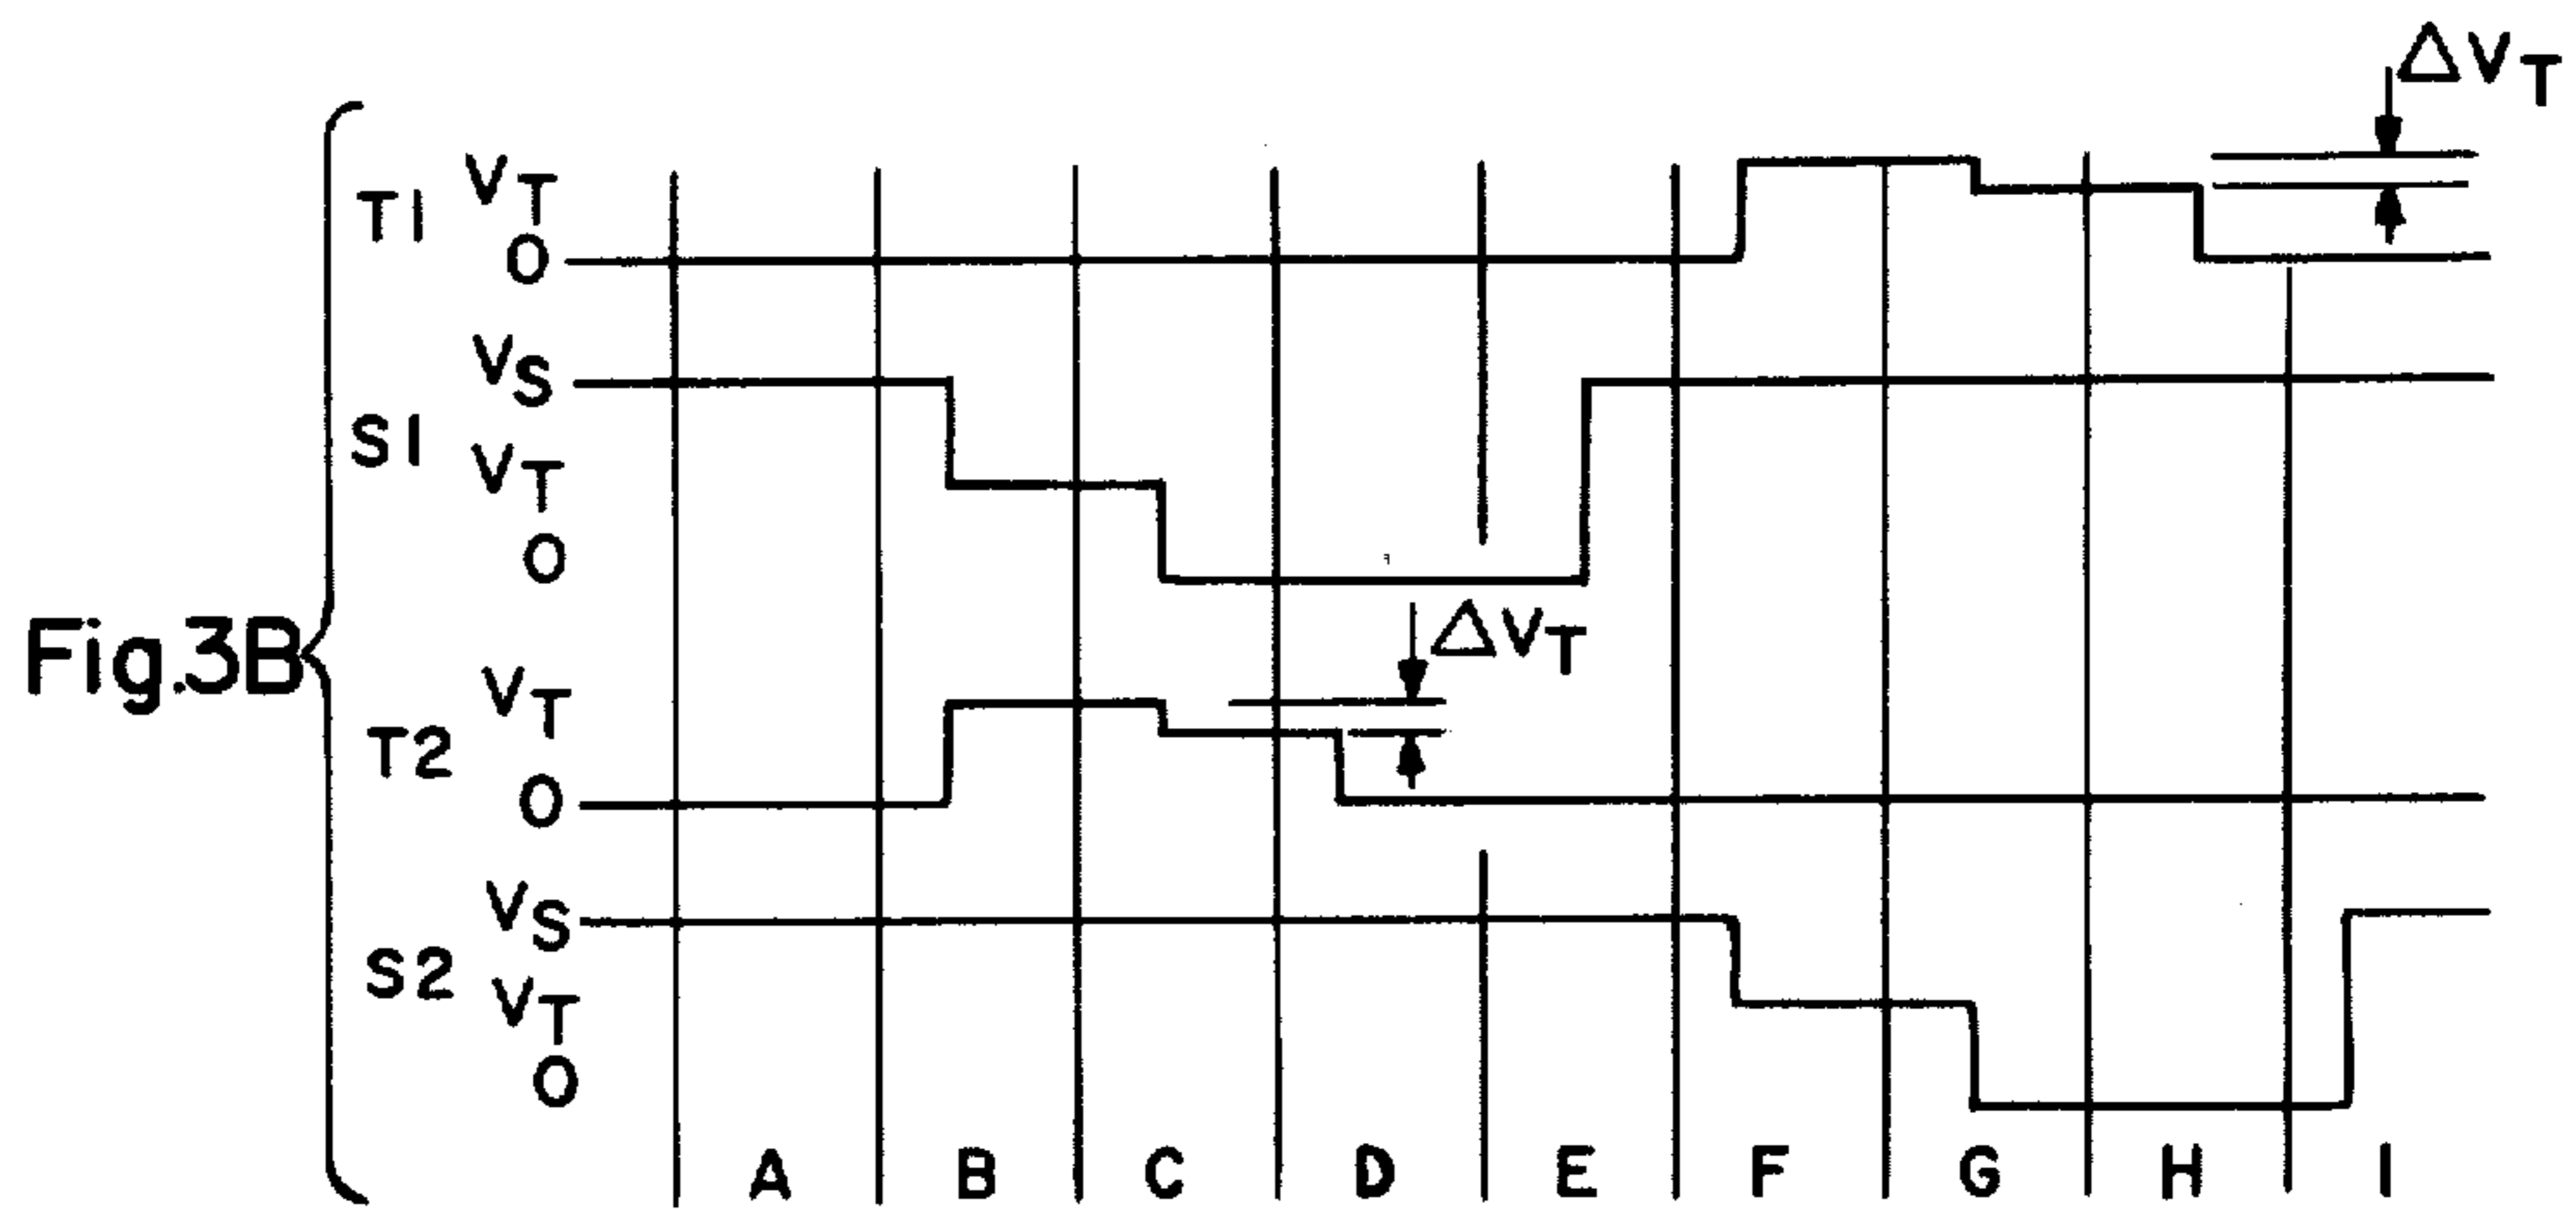 ΔVT
T1 VT
0
VS
S1 VT
0
Fig.3B
ΔVT
VT
T2
0
VS
S2 VT
0
A B C D E F G H I